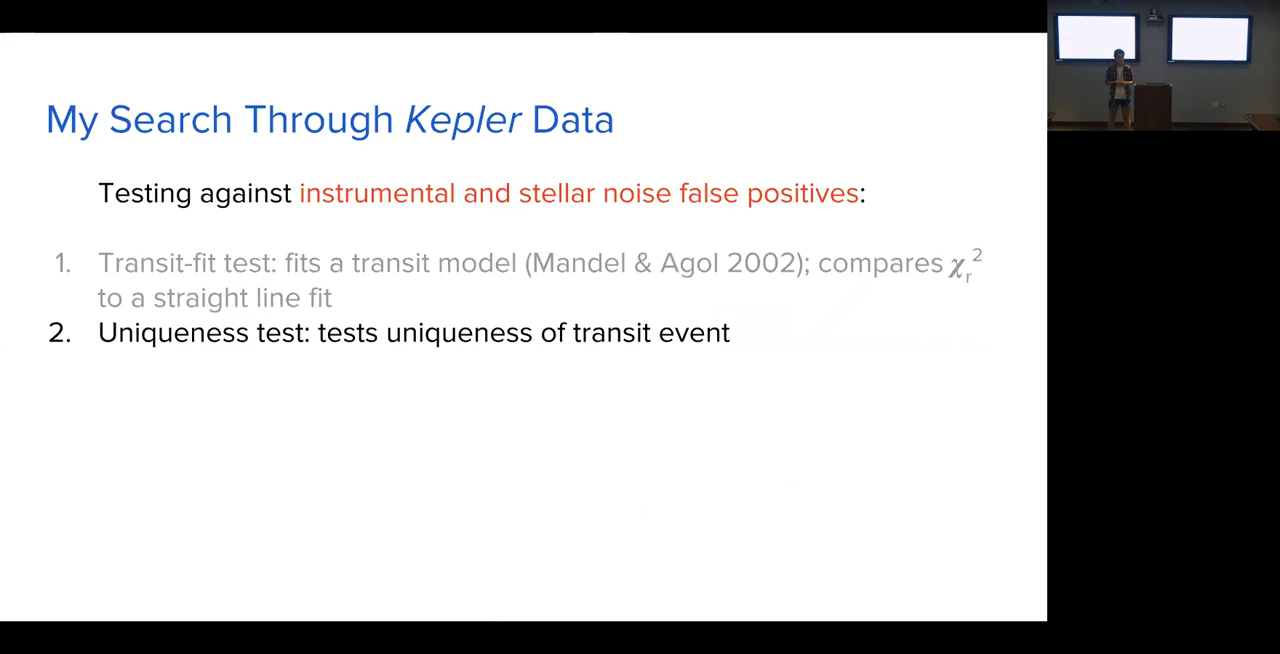 My Search Through Kepler Data
Testing against instrumental and stellar noise false positives:
1. Transit-fit test: fits a transit model (Mandel & Agol 2002); compares χᵣ²
to a straight line fit
2. Uniqueness test: tests uniqueness of transit event